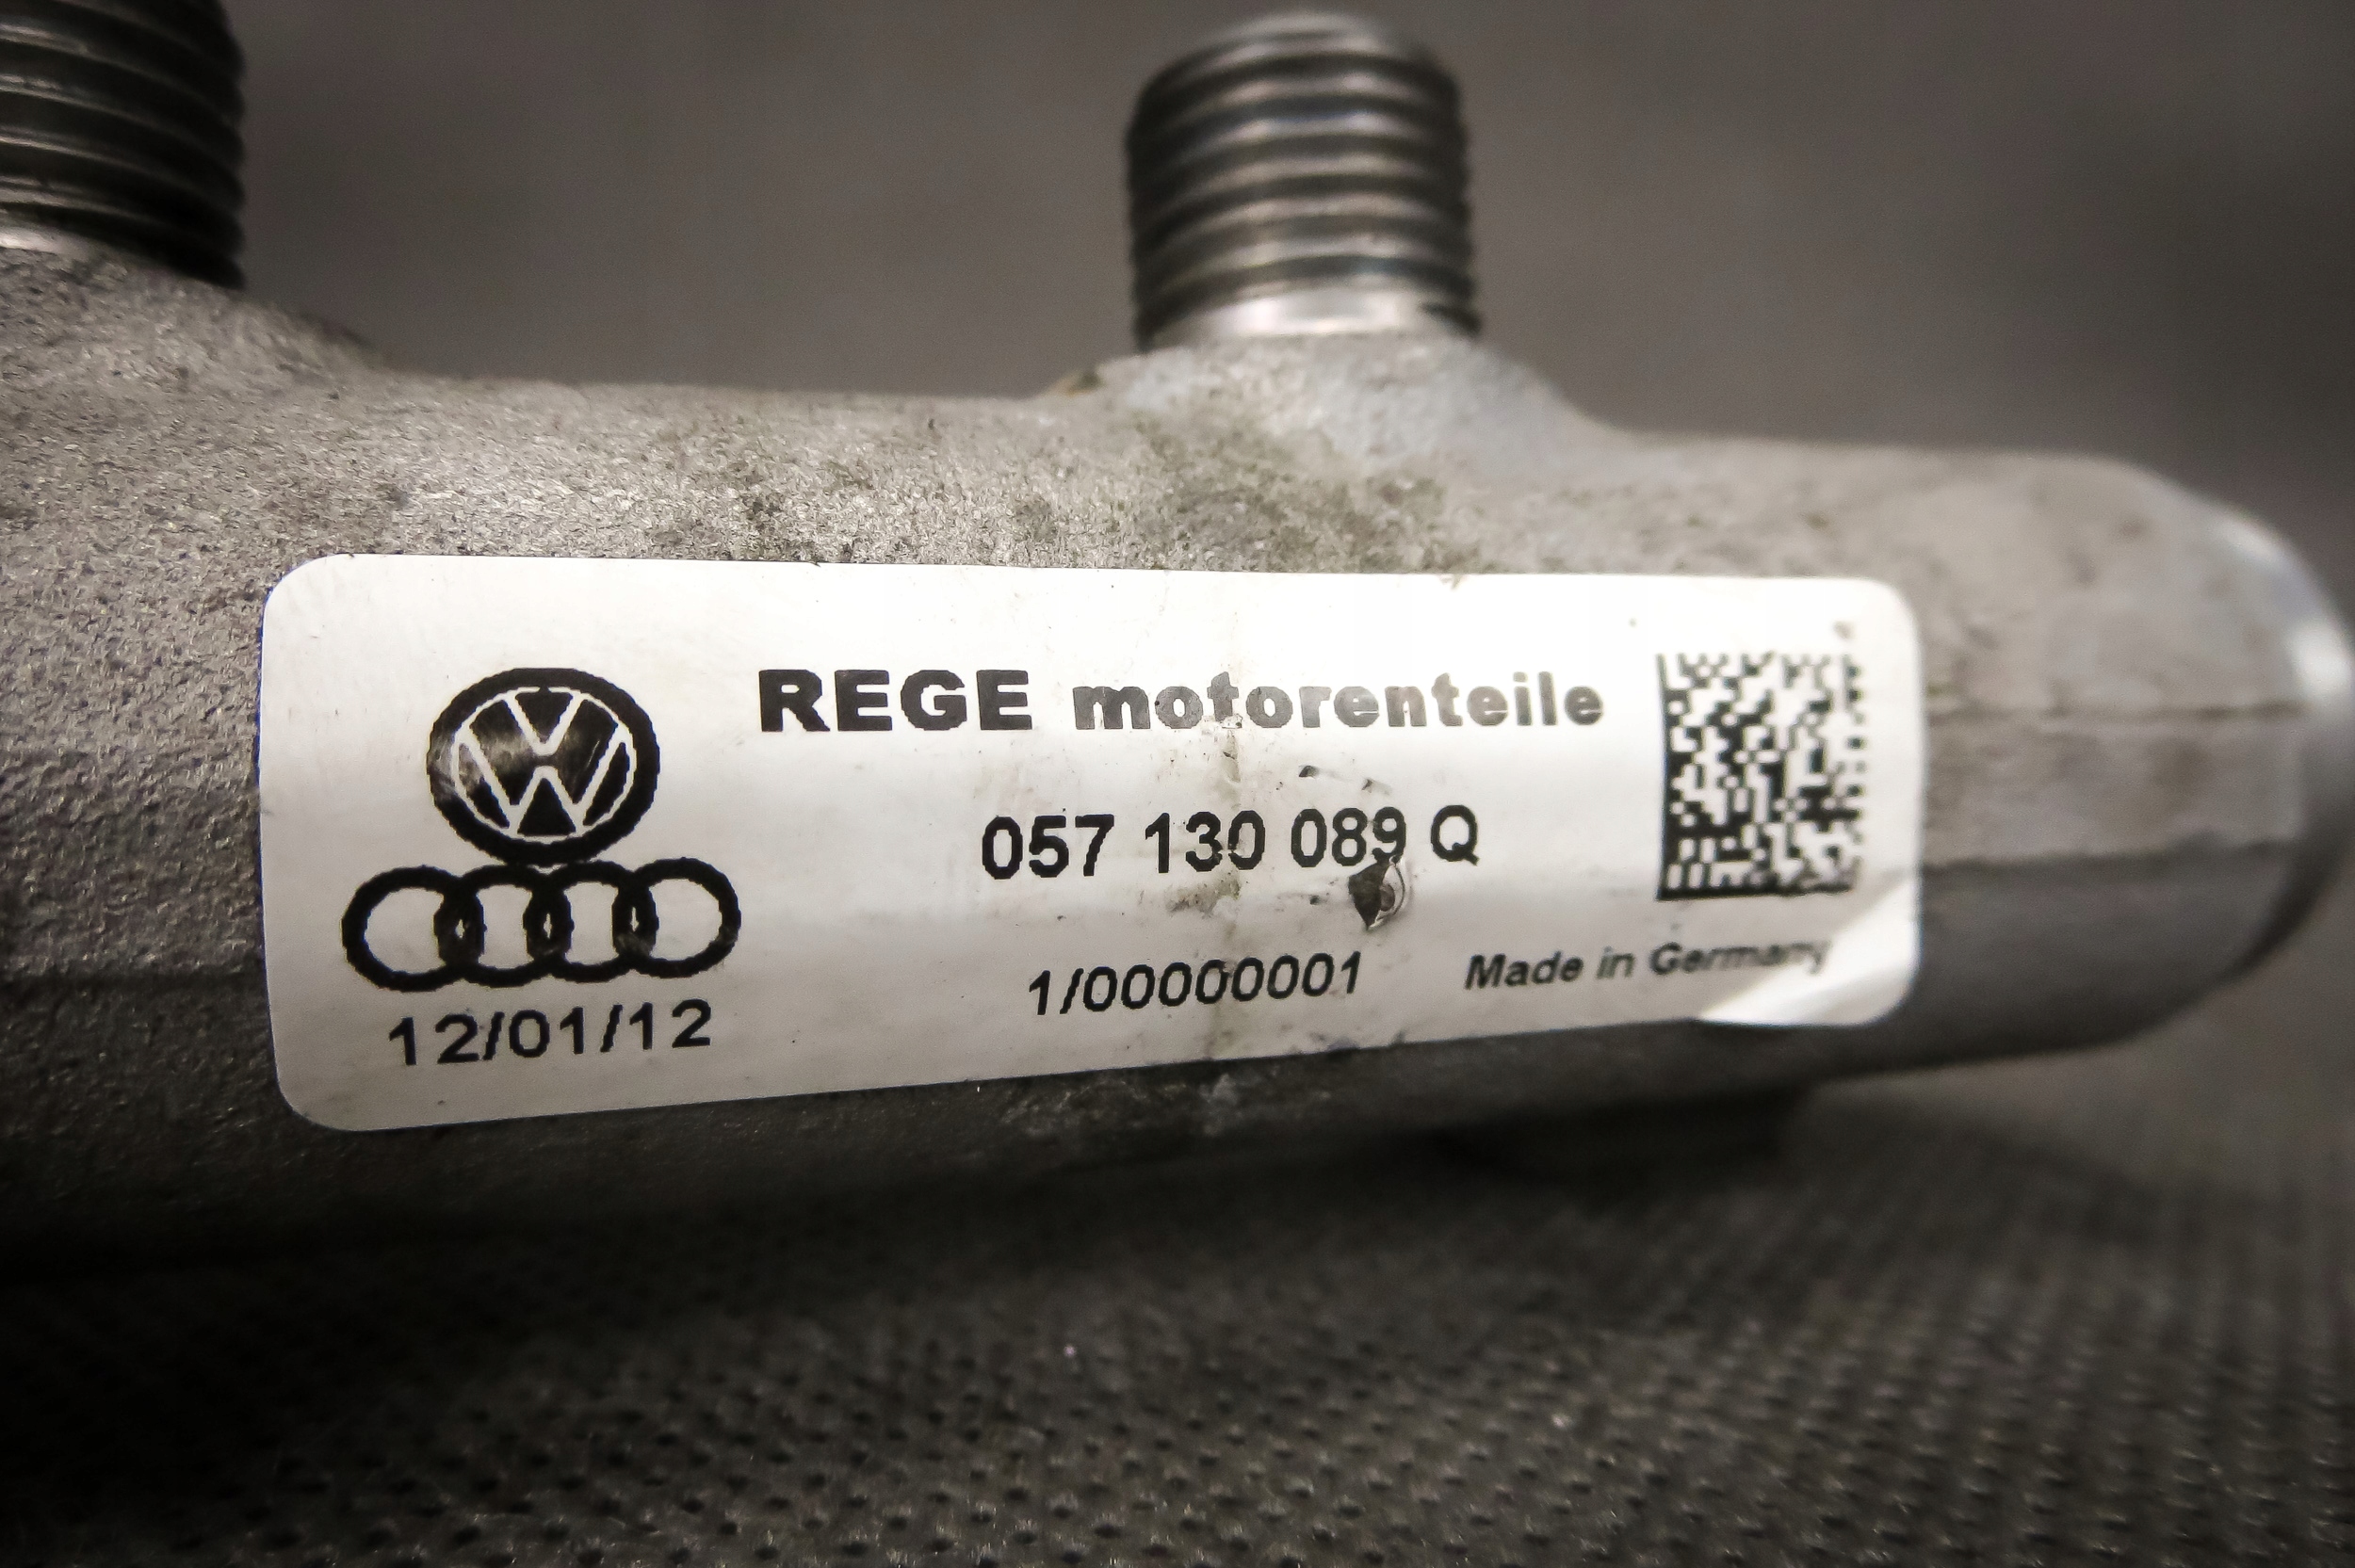 REGE motorenteile
057 130 089 Q
1/00000001
Made in Germany
12/01/12